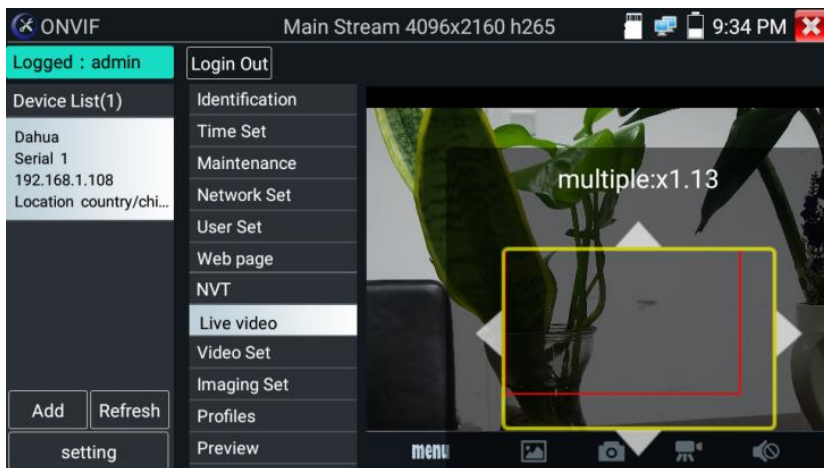 ONVIF
Main Stream 4096x2160 h265
9:34 PM
Logged : admin
Login Out
Device List(1)
Dahua
Serial 1
192.168.1.108
Location country/chi...
Add
Refresh
setting
Identification
Time Set
Maintenance
Network Set
User Set
Web page
NVT
Live video
Video Set
Imaging Set
Profiles
Preview
multiple:x1.13
menu